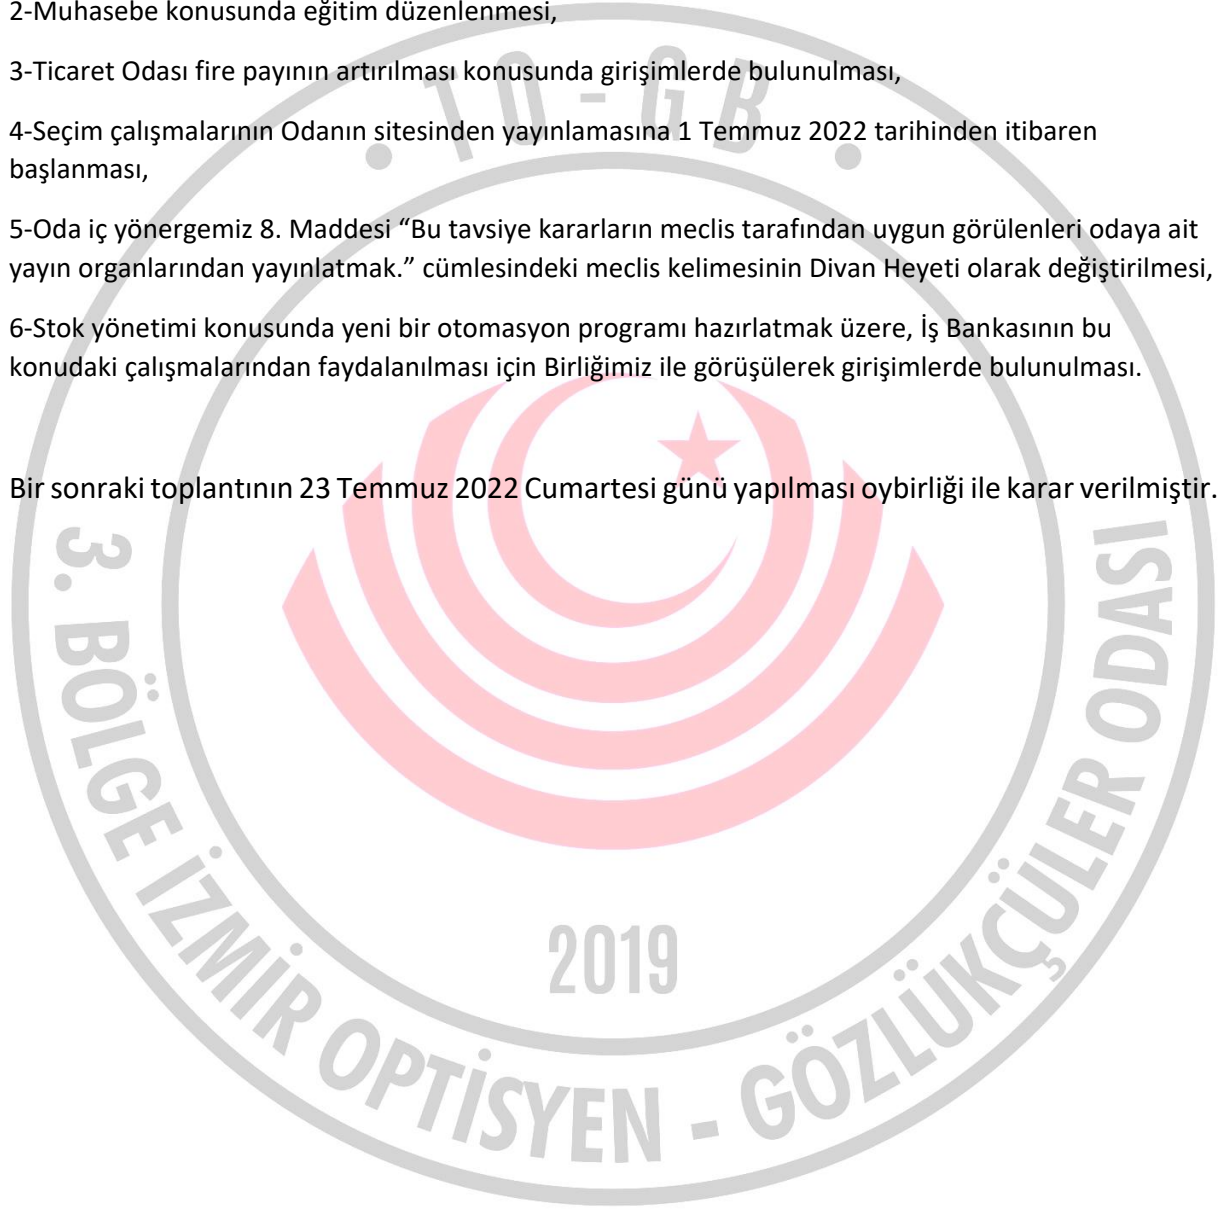 2-Muhasebe konusunda eğitim düzenlenmesi,
3-Ticaret Odası fire payının artırılması konusunda girişimlerde bulunulması,
4-Seçim çalışmalarının Odanın sitesinden yayınlamasına 1 Temmuz 2022 tarihinden itibaren
başlanması,
5-Oda iç yönergemiz 8. Maddesi “Bu tavsiye kararların meclis tarafından uygun görülenleri odaya ait
yayın organlarından yayınlatmak.” cümlesindeki meclis kelimesinin Divan Heyeti olarak değiştirilmesi,
6-Stok yönetimi konusunda yeni bir otomasyon programı hazırlatmak üzere, İş Bankasının bu
konudaki çalışmalarından faydalanılması için Birliğimiz ile görüşülerek girişimlerde bulunulması.
Bir sonraki toplantının 23 Temmuz 2022 Cumartesi günü yapılması oybirliği ile karar verilmiştir.
• TO - GB •
3. BÖLGE İZMİR OPTİSYEN - GÖZLÜKÇÜLER ODASI
2019